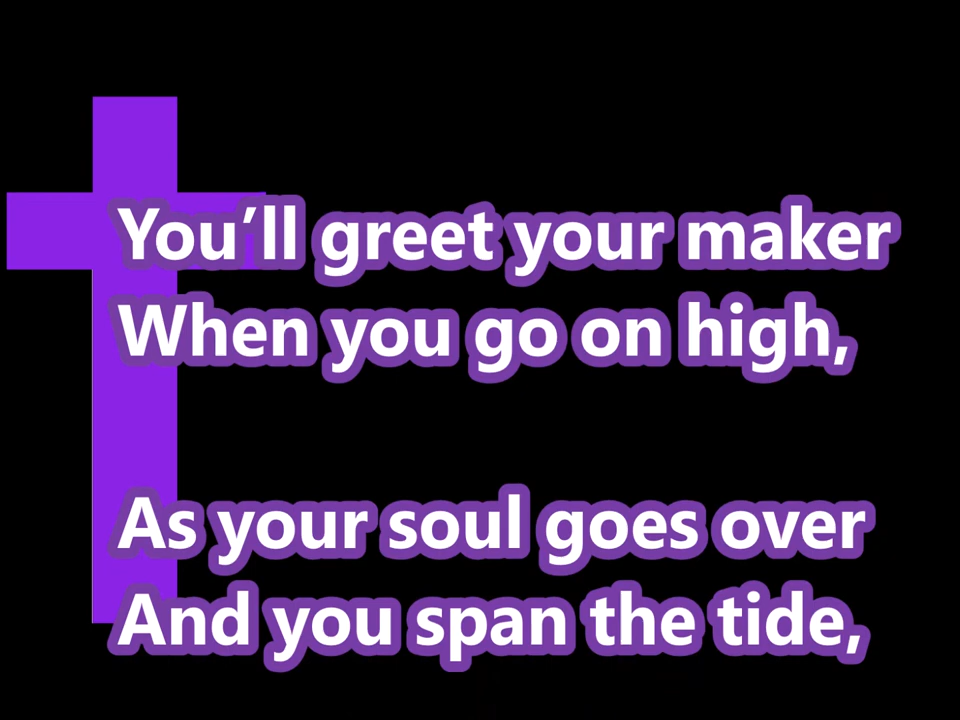 You’ll greet your maker
When you go on high,
As your soul goes over
And you span the tide,